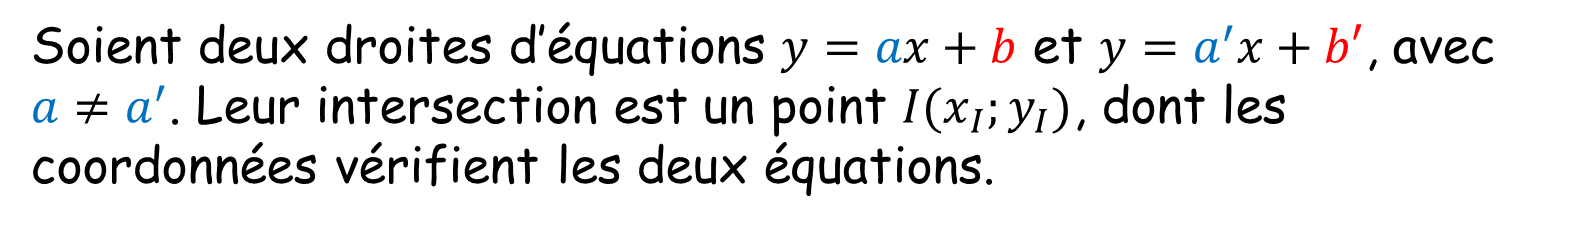 Soient deux droites d'équations y = ax + b et y = a′x + b′, avec
a ≠ a′. Leur intersection est un point I(x_I; y_I), dont les
coordonnées vérifient les deux équations.